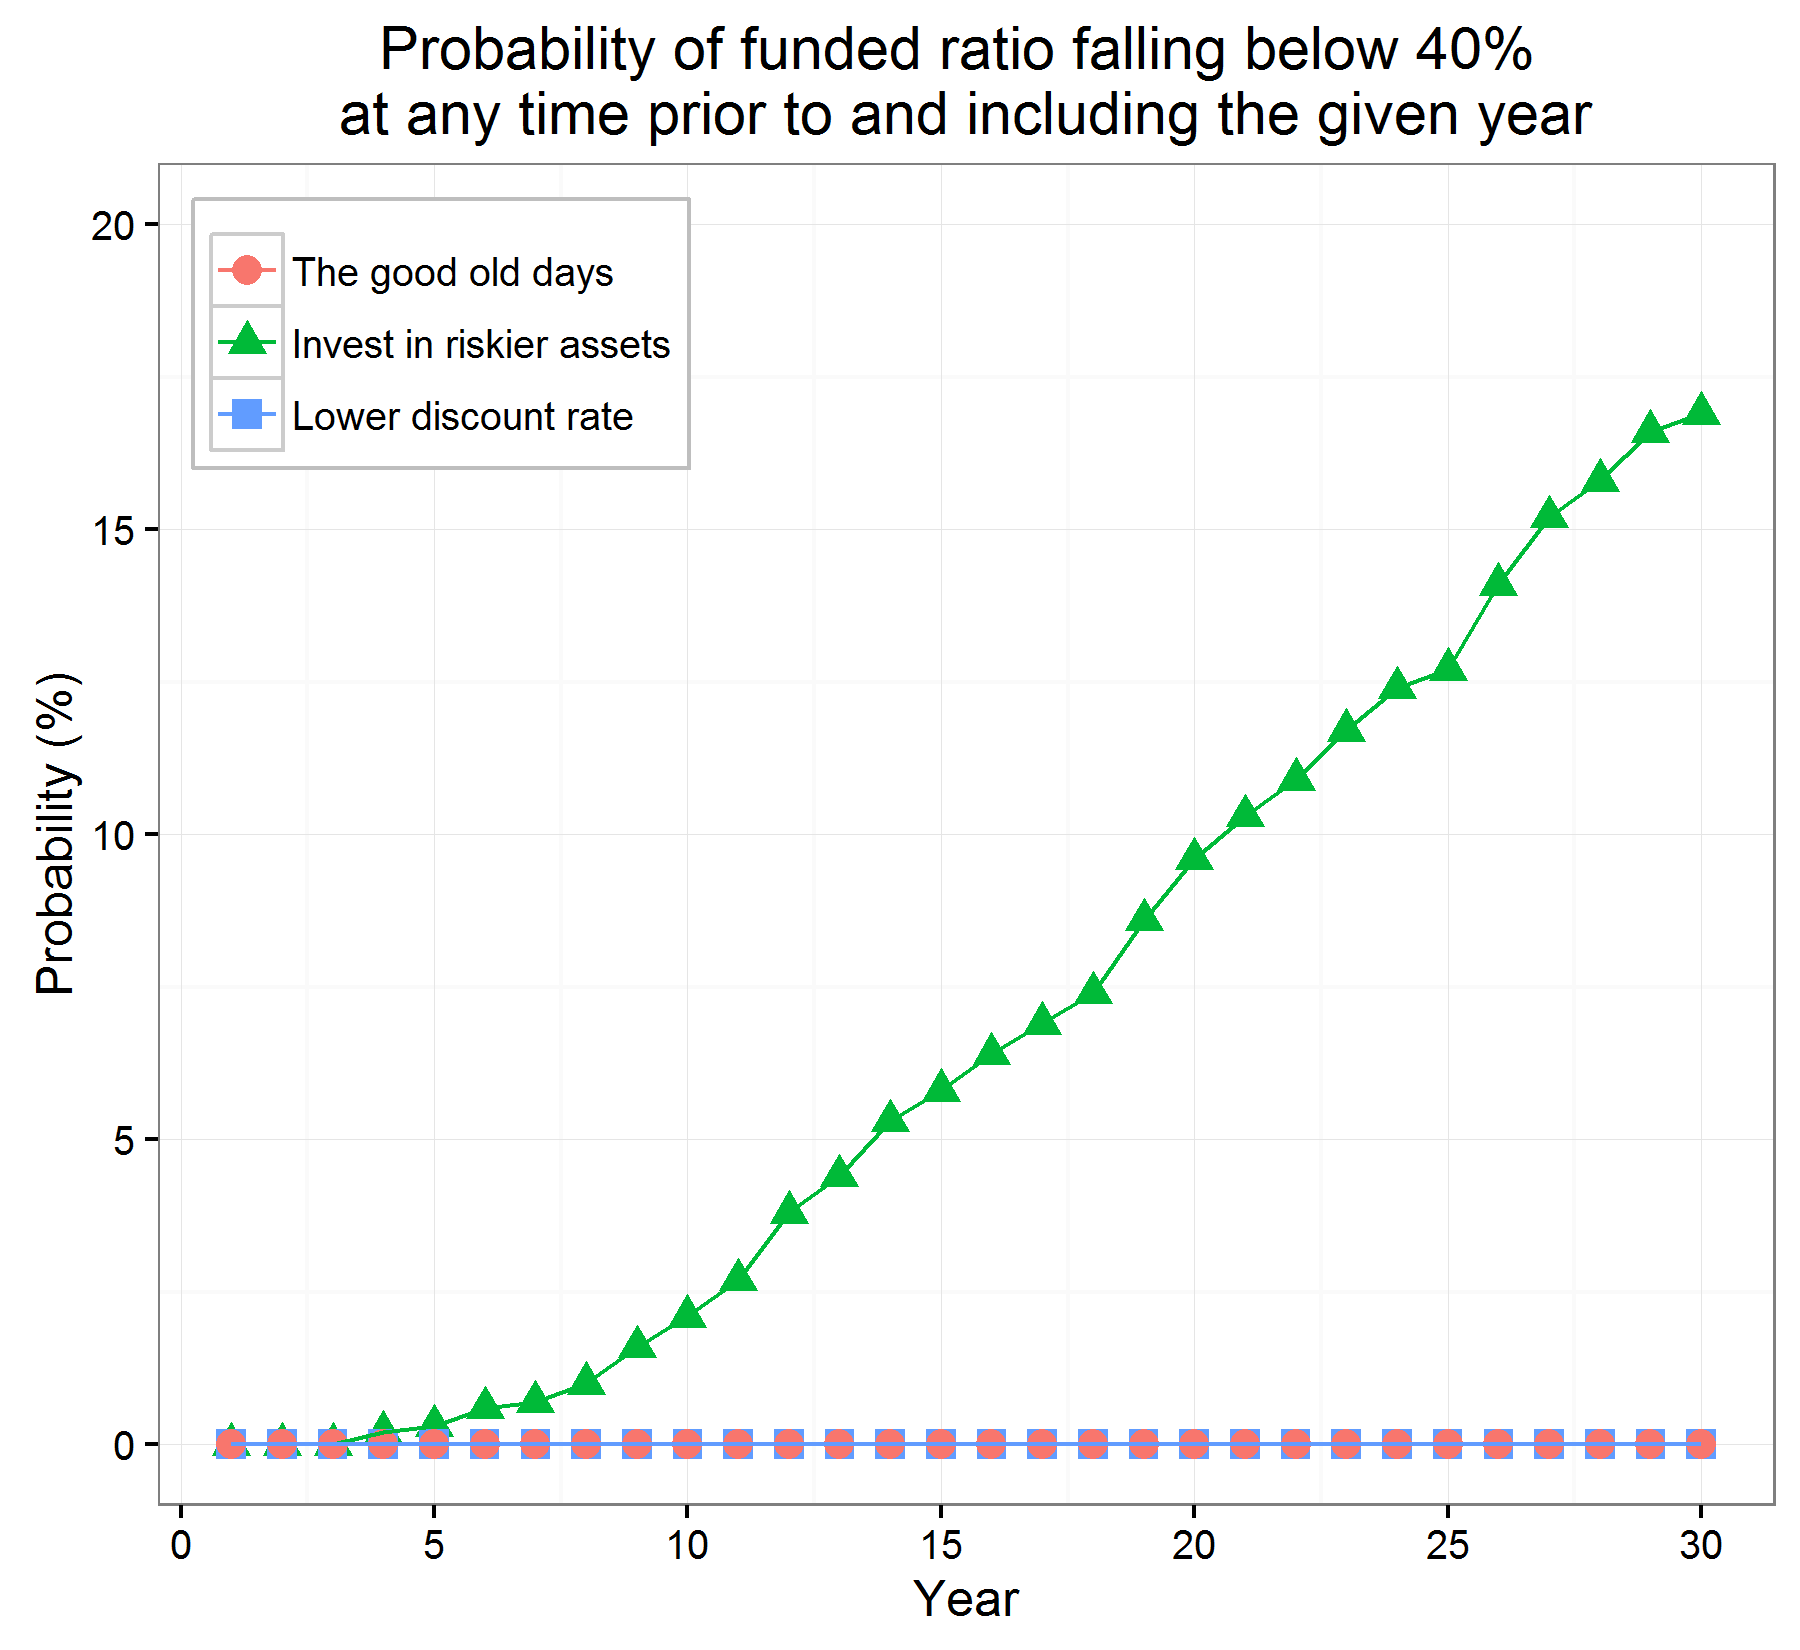 Probability of funded ratio falling below 40%
at any time prior to and including the given year
The good old days
Invest in riskier assets
Lower discount rate
Probability (%)
20
15
10
5
0
0 5 10 15 20 25 30
Year